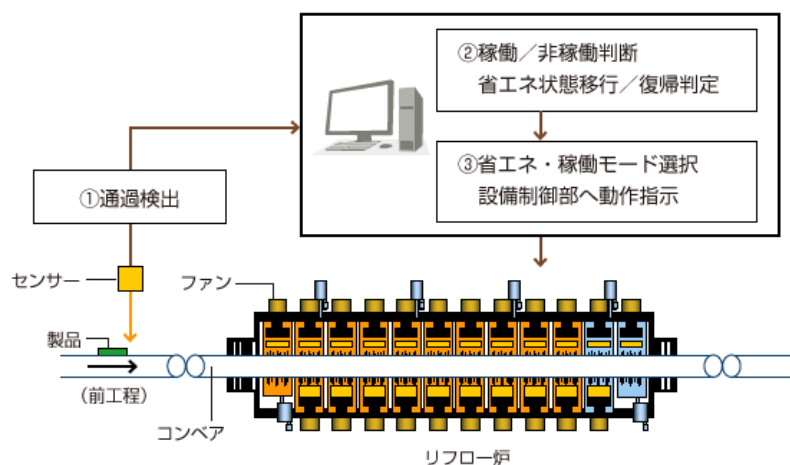 ②稼働／非稼働判断
省エネ状態移行／復帰判定
③省エネ・稼働モード選択
設備制御部へ動作指示
①通過検出
センサー
ファン
製品
(前工程)
コンベア
リフロー炉